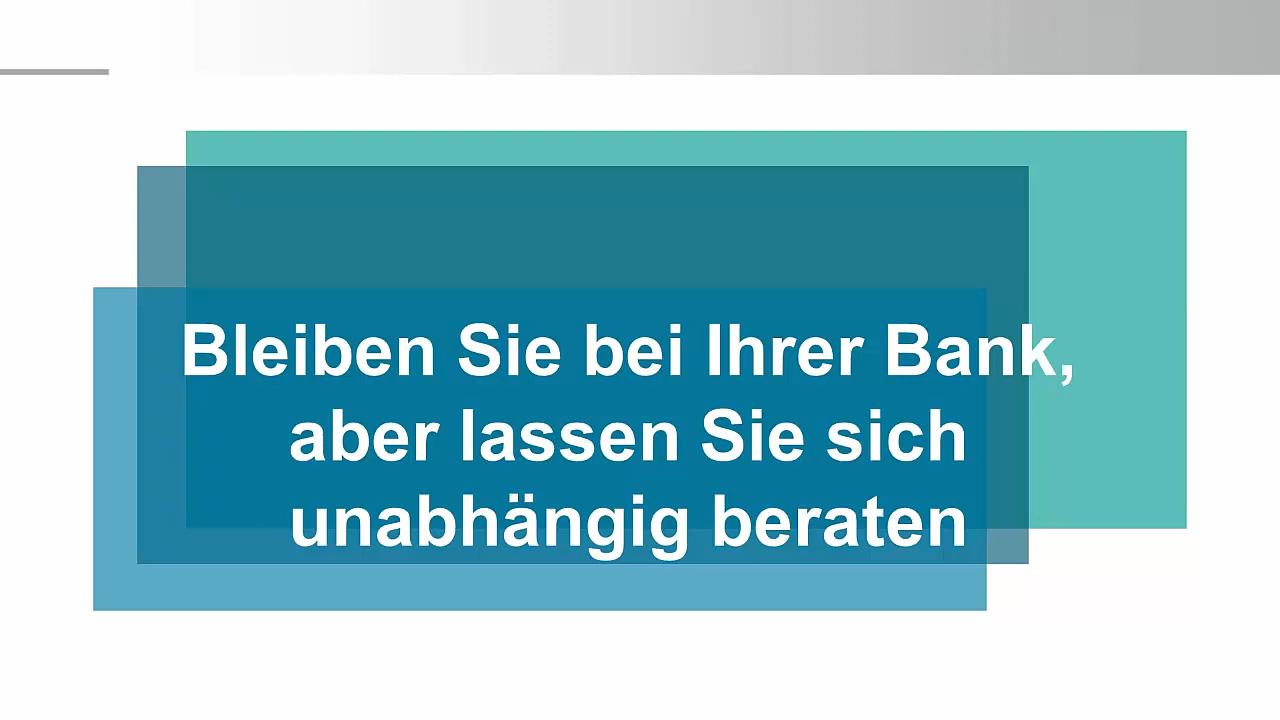 Bleiben Sie bei Ihrer Bank,
aber lassen Sie sich
unabhängig beraten